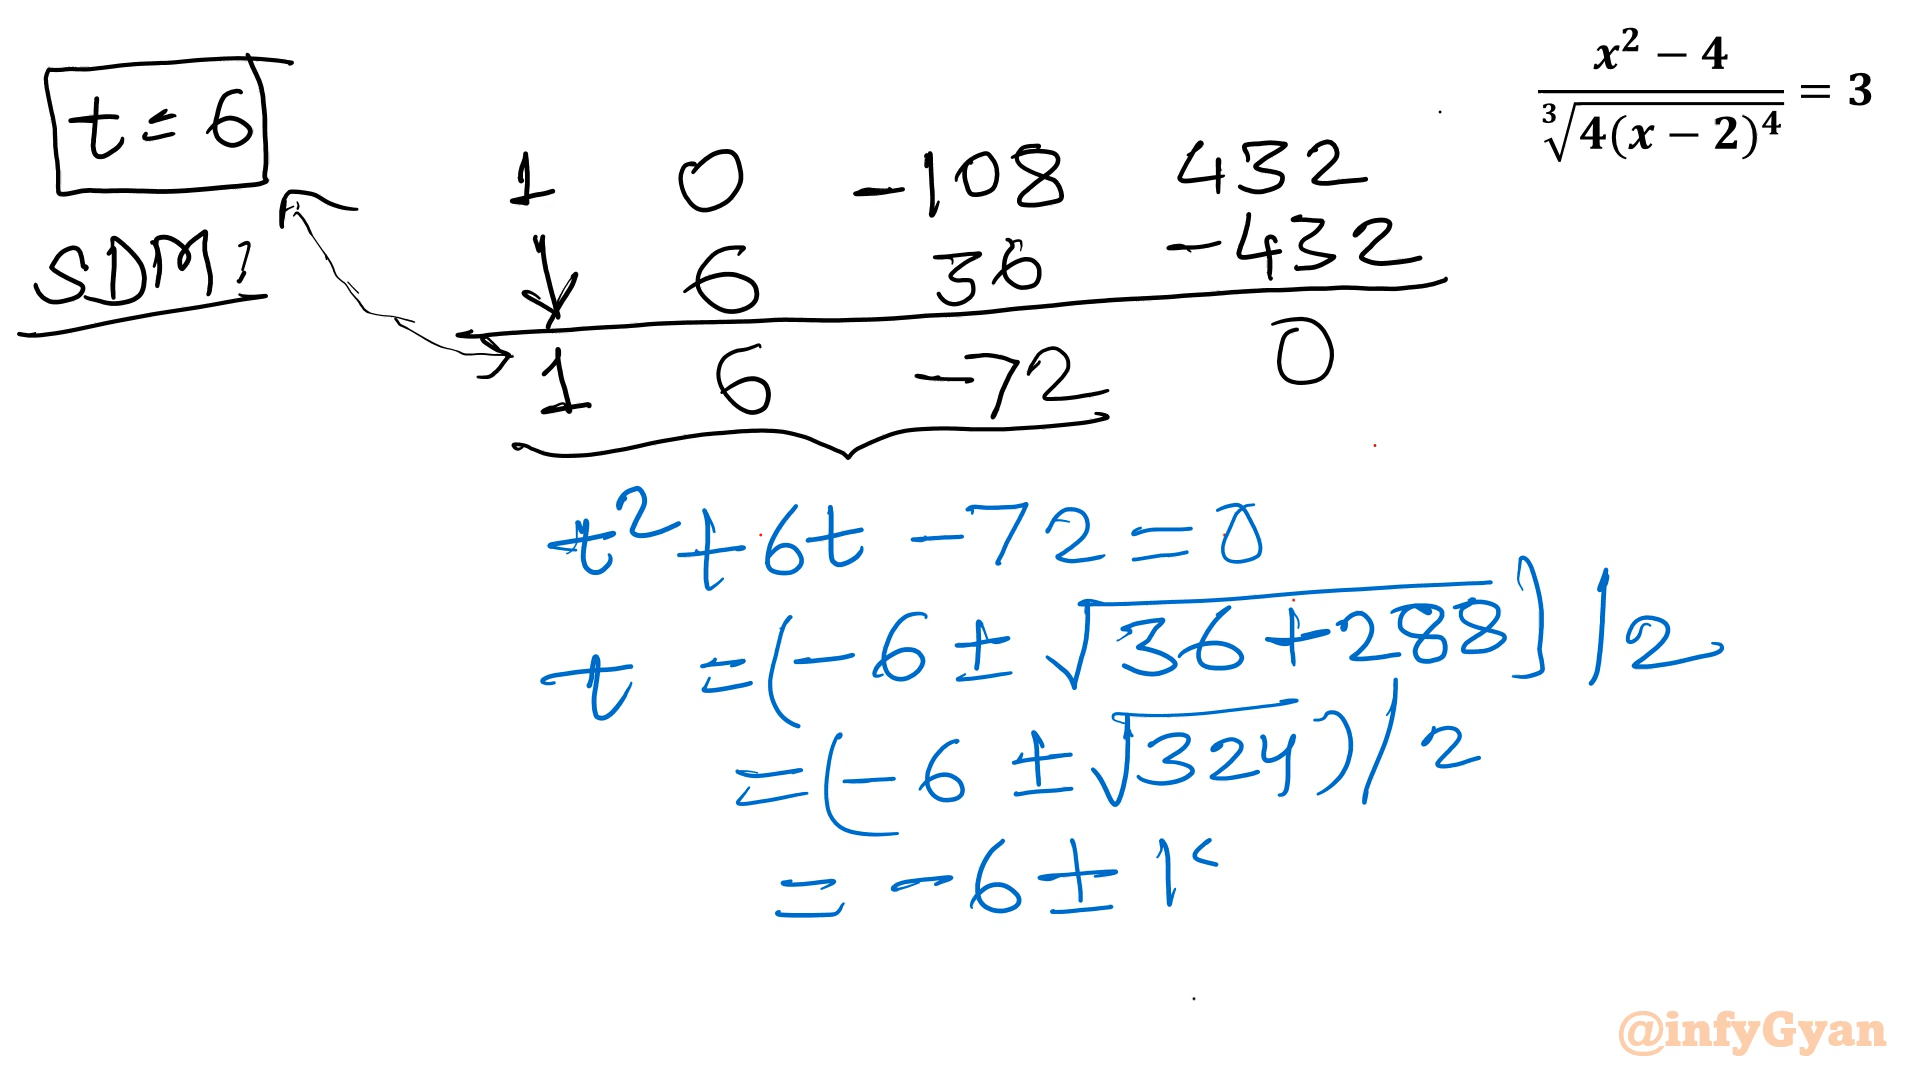 t = 6
x² − 4 / ∛4(x − 2)⁴ = 3
SDM:
1 0 -108 432
6 36 -432
1 6 -72 0
t² + 6t - 72 = 0
t = (-6 ± √36+288) / 2
= (-6 ± √324) / 2
= -6 ± 1
@infyGyan